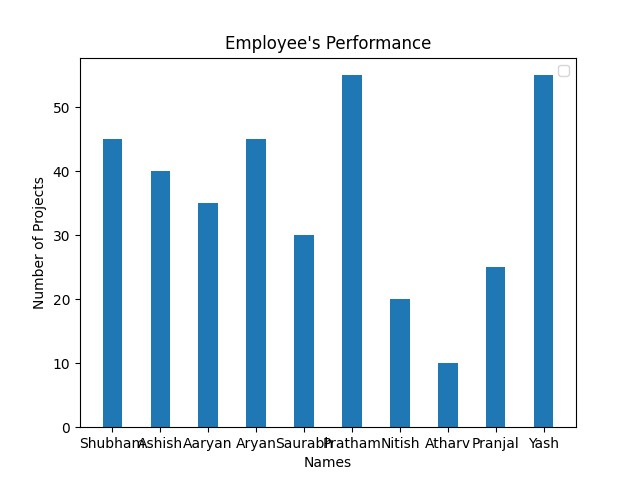 Employee's Performance
Number of Projects
50
40
30
20
10
0
Shubham Ashish Aaryan Aryan Saurabh Pratham Nitish Atharv Pranjal Yash
Names